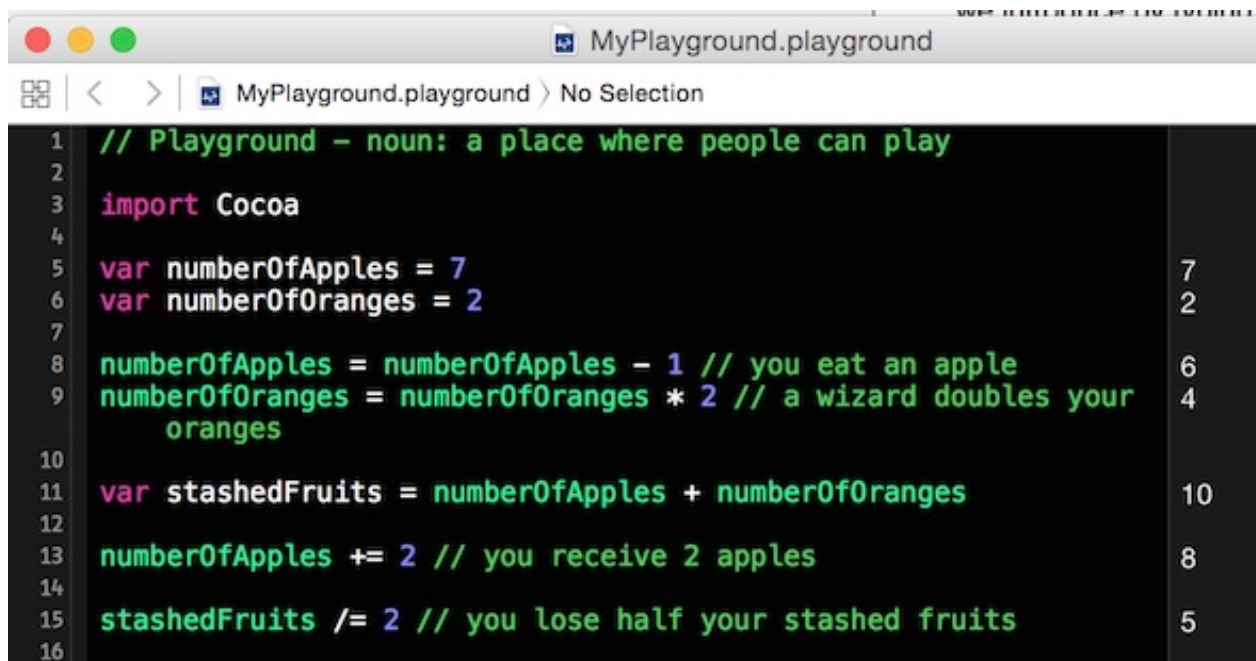 MyPlayground.playground
MyPlayground.playground 〉 No Selection
1 // Playground – noun: a place where people can play
2
3 import Cocoa
4
5 var numberOfApples = 7 7
6 var numberOfOranges = 2 2
7
8 numberOfApples = numberOfApples - 1 // you eat an apple 6
9 numberOfOranges = numberOfOranges * 2 // a wizard doubles your 4
oranges
10
11 var stashedFruits = numberOfApples + numberOfOranges 10
12
13 numberOfApples += 2 // you receive 2 apples 8
14
15 stashedFruits /= 2 // you lose half your stashed fruits 5
16